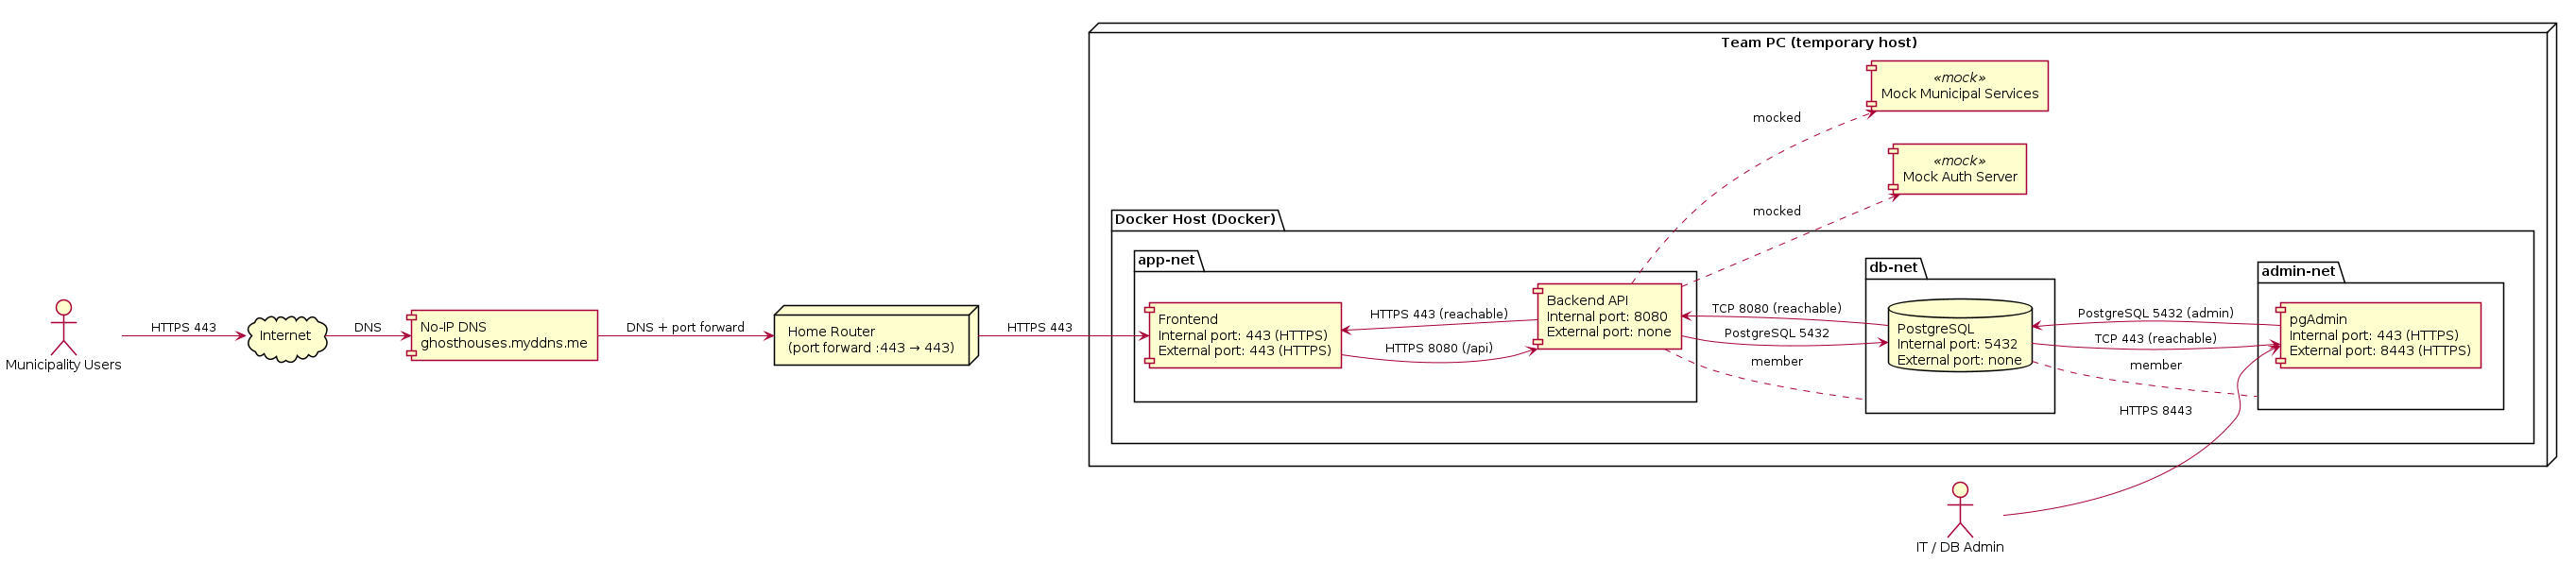 Team PC (temporary host)
«mock»
Mock Municipal Services
mocked
«mock»
Mock Auth Server
mocked
Docker Host (Docker)
app-net
db-net
admin-net
Municipality Users
HTTPS 443
Internet
DNS
No-IP DNS
ghosthouses.myddns.me
DNS + port forward
Home Router
(port forward :443 → 443)
HTTPS 443
Frontend
Internal port: 443 (HTTPS)
External port: 443 (HTTPS)
HTTPS 443 (reachable)
HTTPS 8080 (/api)
Backend API
Internal port: 8080
External port: none
TCP 8080 (reachable)
PostgreSQL 5432
member
PostgreSQL
Internal port: 5432
External port: none
PostgreSQL 5432 (admin)
TCP 443 (reachable)
member
HTTPS 8443
pgAdmin
Internal port: 443 (HTTPS)
External port: 8443 (HTTPS)
IT / DB Admin